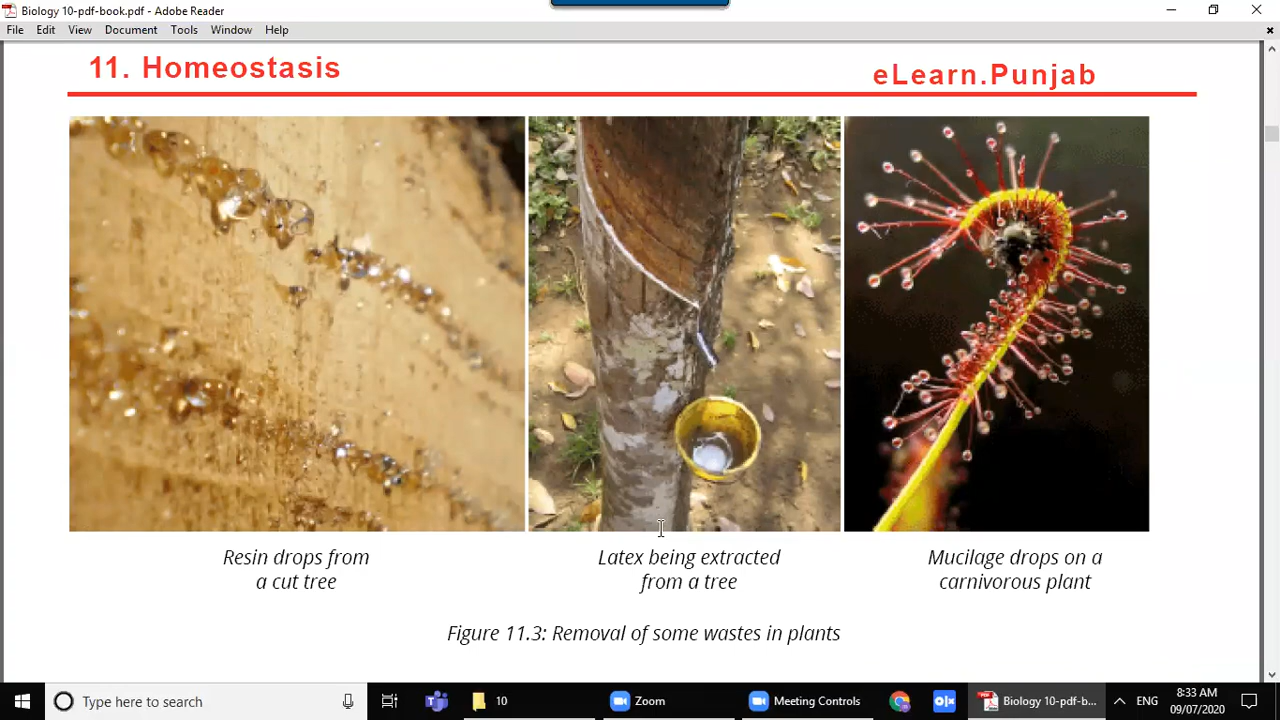 Biology 10-pdf-book.pdf - Adobe Reader
File Edit View Document Tools Window Help
11. Homeostasis
eLearn.Punjab
Resin drops from
a cut tree
Latex being extracted
from a tree
Mucilage drops on a
carnivorous plant
Figure 11.3: Removal of some wastes in plants
Type here to search
10
Zoom
Meeting Controls
Biology 10-pdf-b...
ENG
8:33 AM
09/07/2020